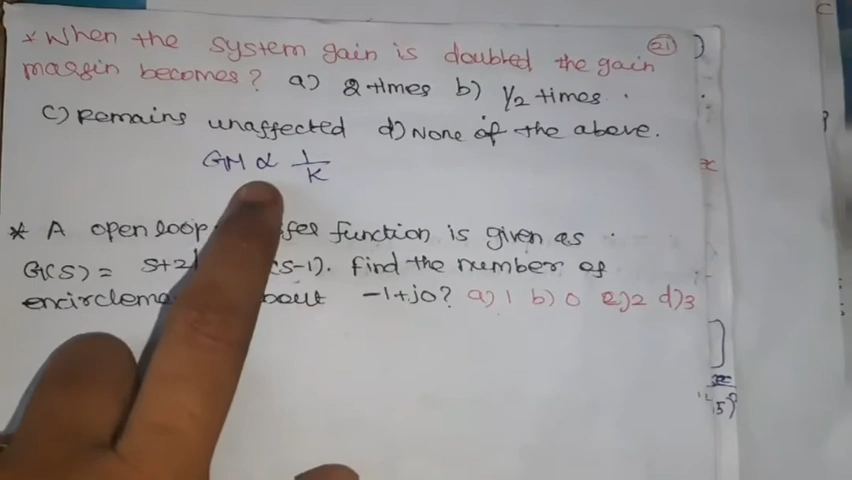 * When the system gain is doubled the gain (21)
margin becomes? a) 2 times b) 1/2 times.
c) Remains unaffected d) None of the above.
GM ∝ 1/K
* A open loop function is given as
G(s) = s+2 (s-1). Find the number of
about -1+j0? a) 1 b) 0 c) 2 d) 3